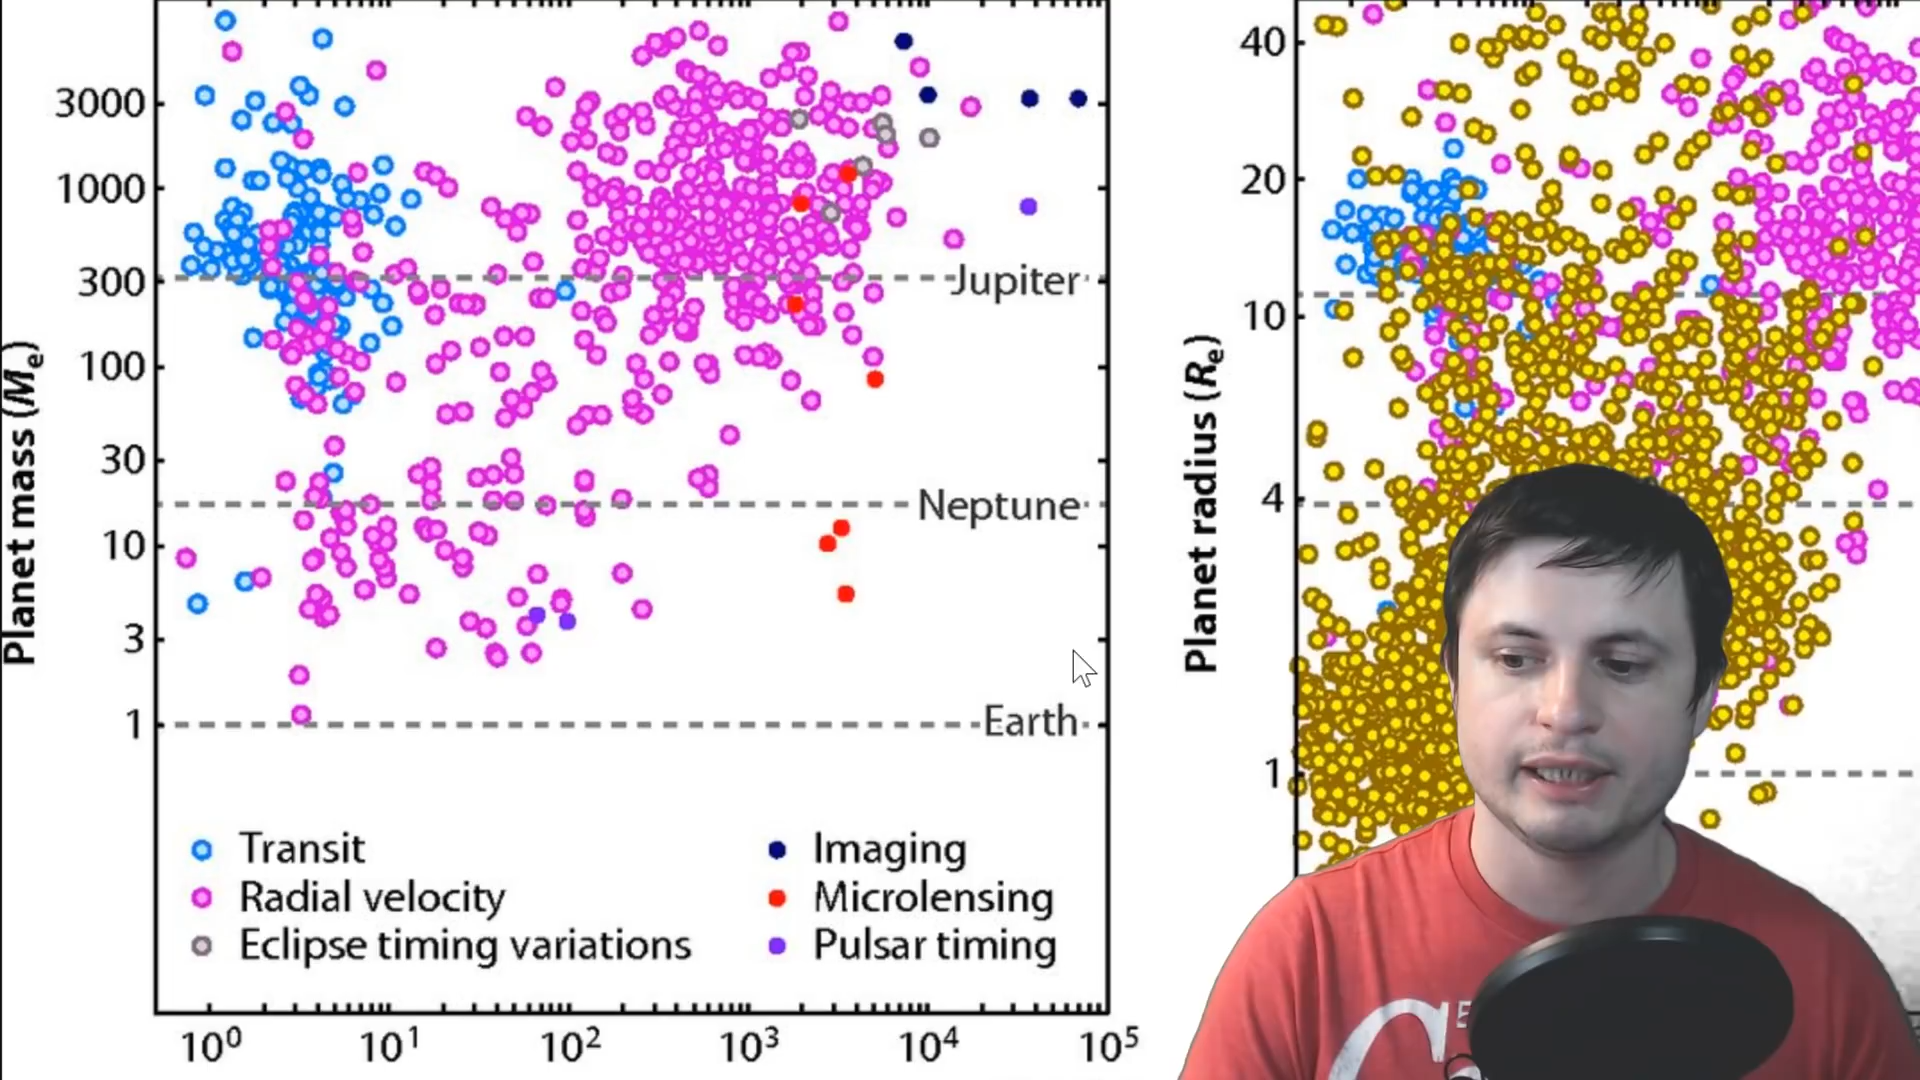 Planet mass (Me)
3000
1000
300
100
30
10
3
1
Jupiter
Neptune
Earth
Transit
Radial velocity
Eclipse timing variations
Imaging
Microlensing
Pulsar timing
10⁰ 10¹ 10² 10³ 10⁴ 10⁵
Planet radius (Re)
40
20
10
4
1